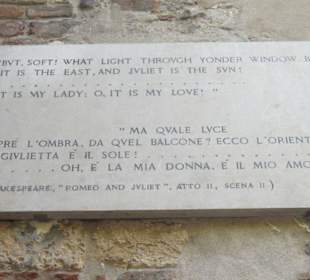 "BVT, SOFT! WHAT LIGHT THROVGH YONDER WINDOW B
IT IS THE EAST, AND JVLIET IS THE SVN!
T IS MY LADY; O, IT IS MY LOVE! "
" MA QVALE LVCE
PRE L'OMBRA, DA QVEL BALCONE? ECCO L'ORIENT
GIVLIETTA È IL SOLE! . . . . . . . . . . . . . . . . . .
. . . . . . . . . . . OH, È LA MIA DONNA, È IL MIO AMO
AKESPEARE, "ROMEO AND JVLIET", ATTO II, SCENA II )